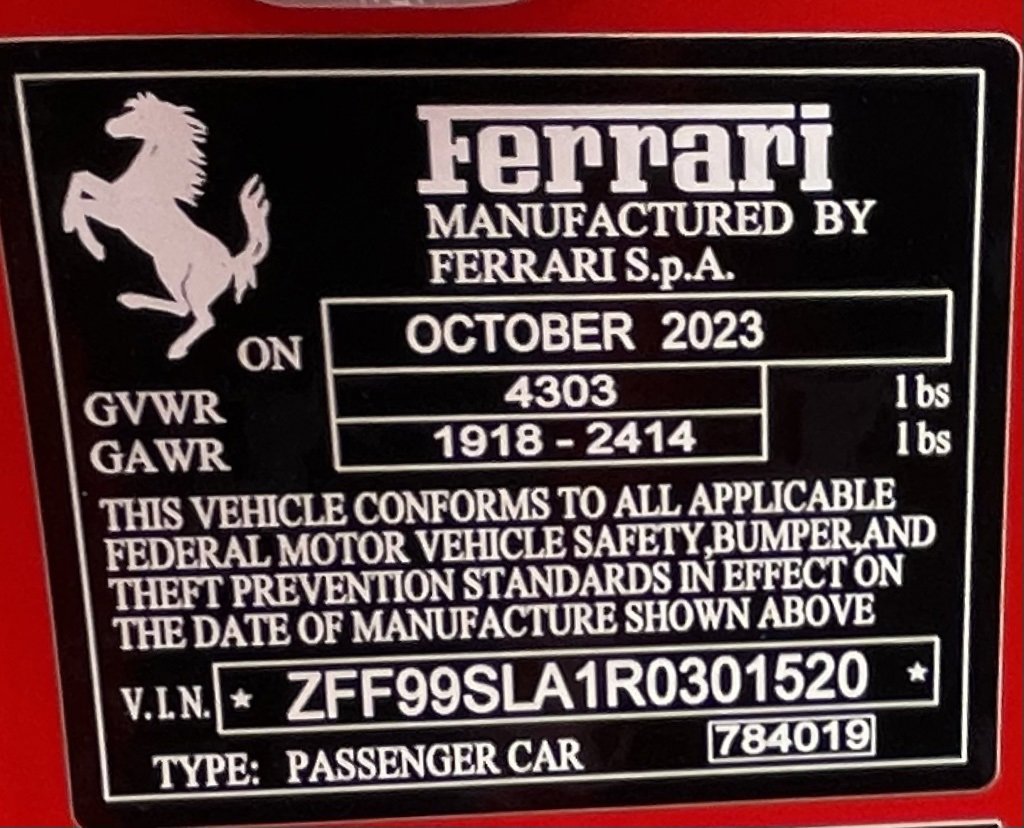 Ferrari
MANUFACTURED BY
FERRARI S.p.A.
ON OCTOBER 2023
GVWR 4303 lbs
GAWR 1918 - 2414 lbs
THIS VEHICLE CONFORMS TO ALL APPLICABLE
FEDERAL MOTOR VEHICLE SAFETY,BUMPER,AND
THEFT PREVENTION STANDARDS IN EFFECT ON
THE DATE OF MANUFACTURE SHOWN ABOVE
V.I.N. * ZFF99SLA1R0301520 *
784019
TYPE: PASSENGER CAR